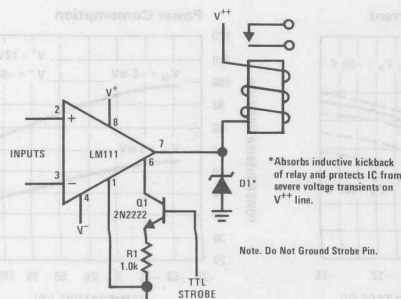 Power Consumption
V++
V+
2
8
+
7
INPUTS
LM111
6
3
−
1
4
V−
Q1
2N2222
R1
1.0k
TTL
STROBE
D1*
*Absorbs inductive kickback
of relay and protects IC from
severe voltage transients on
V++ line.
Note. Do Not Ground Strobe Pin.